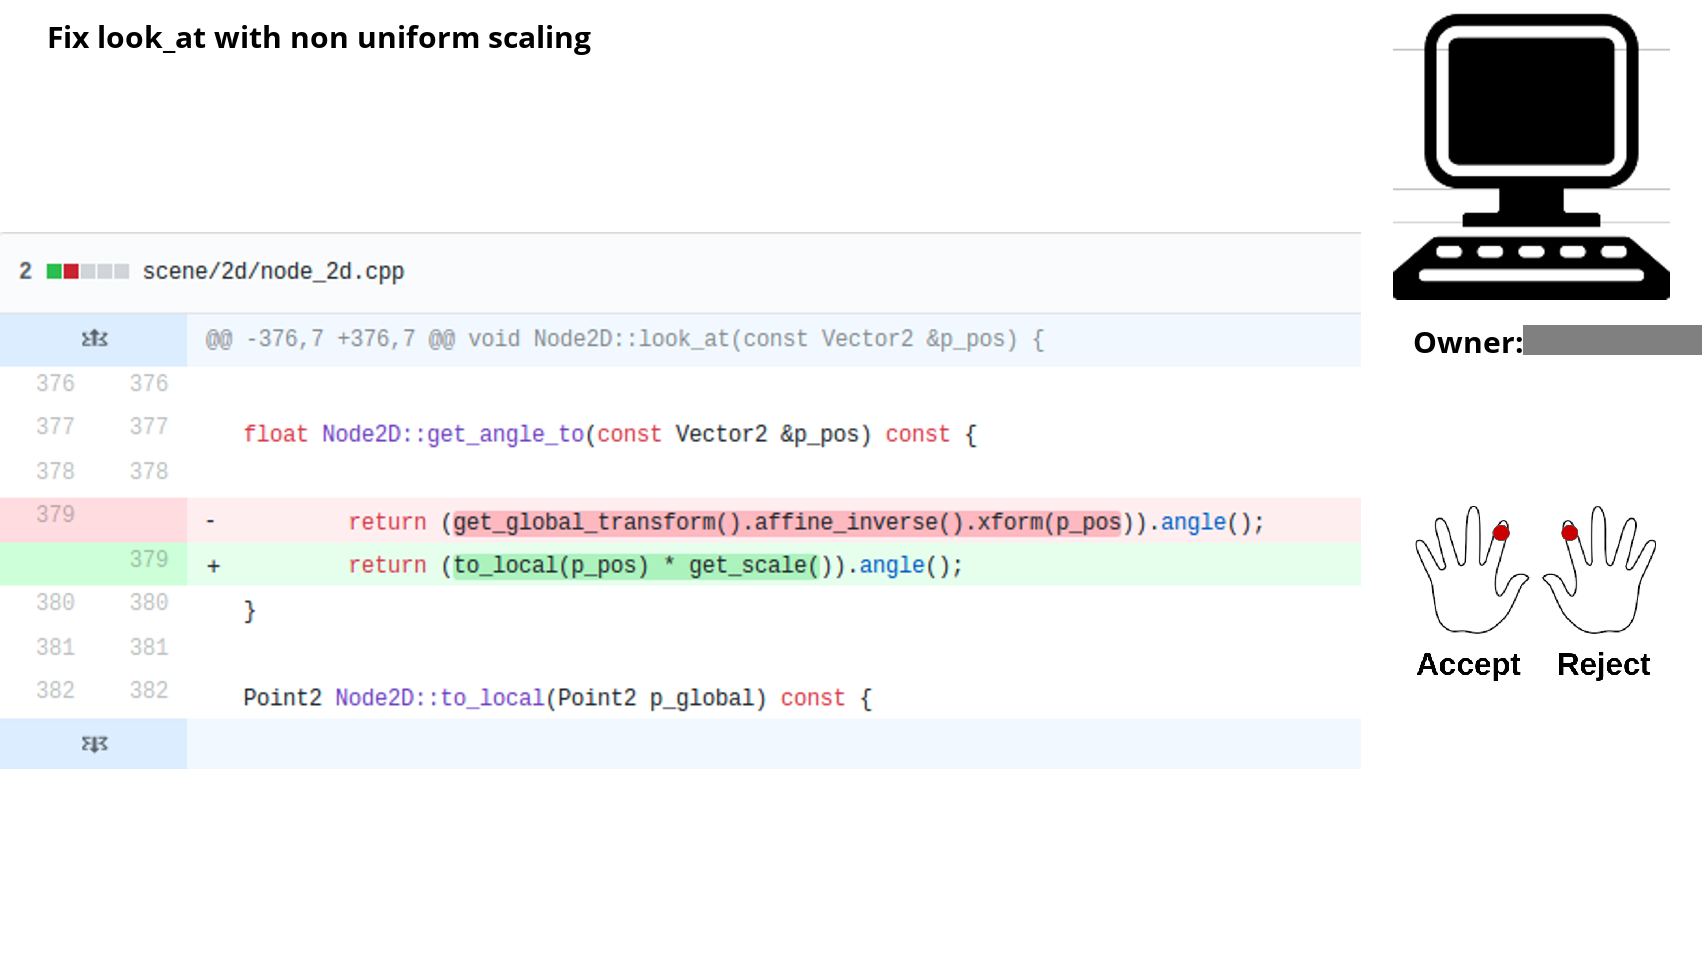 Fix look_at with non uniform scaling
2 scene/2d/node_2d.cpp
@@ -376,7 +376,7 @@ void Node2D::look_at(const Vector2 &p_pos) {
376 376
377 377 float Node2D::get_angle_to(const Vector2 &p_pos) const {
378 378
379 - return (get_global_transform().affine_inverse().xform(p_pos)).angle();
379 + return (to_local(p_pos) * get_scale()).angle();
380 380 }
381 381
382 382 Point2 Node2D::to_local(Point2 p_global) const {
Owner:
Accept Reject